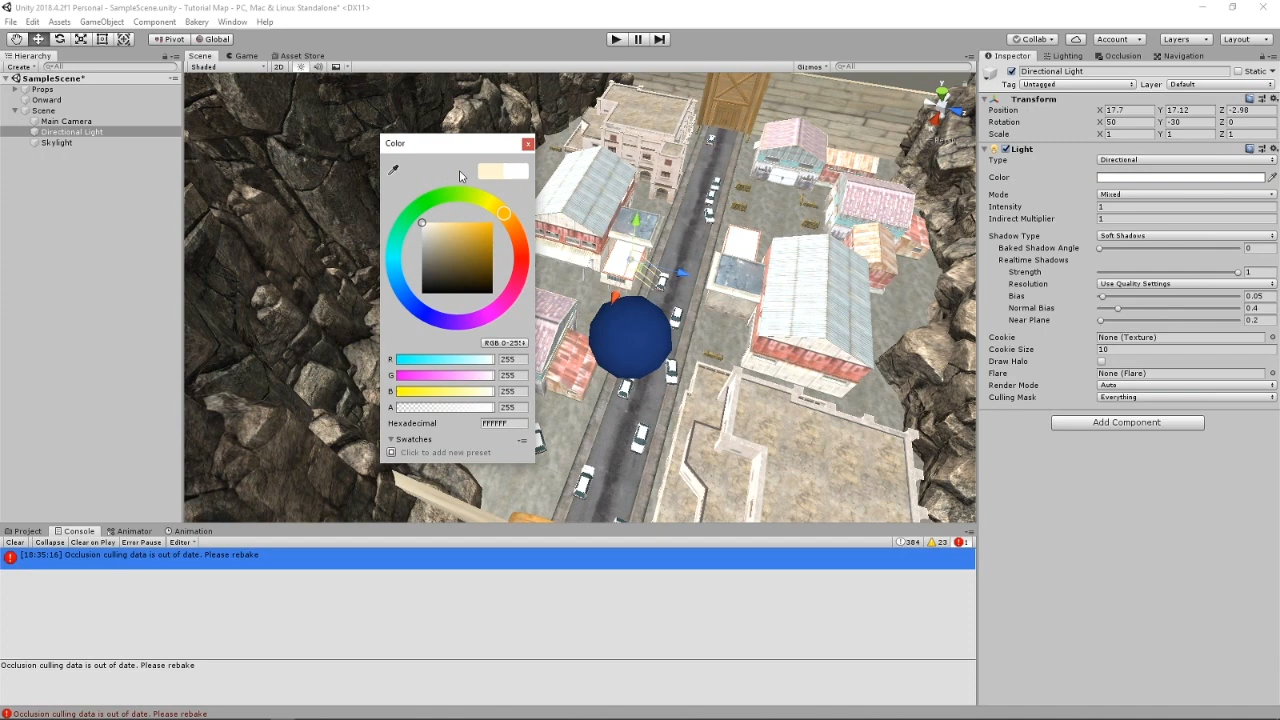 Unity 2018.4.2f1 Personal - SampleScene.unity - Tutorial Map - PC, Mac & Linux Standalone* <DX11>
File Edit Assets GameObject Component Bakery Window Help
Pivot Global Collab Account Layers Layout
Hierarchy Scene Game Asset Store Inspector Lighting Occlusion Navigation
Create All Shaded 2D Gizmos All Directional Light Static
SampleScene* Tag Untagged Layer Default
Props Transform
Onward Position X 17.7 Y 17.12 Z -2.98
Scene Rotation X 50 Y -30 Z 0
Main Camera Scale X 1 Y 1 Z 1
Directional Light
Skylight
Light
Type Directional
Color
Mode Mixed
Intensity 1
Indirect Multiplier 1
Shadow Type Soft Shadows
Baked Shadow Angle 0
Realtime Shadows
Strength 1
Resolution Use Quality Settings
Bias 0.05
Normal Bias 0.4
Near Plane 0.2
Cookie None (Texture)
Cookie Size 10
Draw Halo
Flare None (Flare)
Render Mode Auto
Culling Mask Everything
Add Component
Color
RGB 0-255
R 255
G 255
B 255
A 255
Hexadecimal FFFFFF
Swatches
Click to add new preset
Project Console Animator Animation
Clear Collapse Clear on Play Error Pause Editor 384 23 1
[18:35:16] Occlusion culling data is out of date. Please rebake
Occlusion culling data is out of date. Please rebake
Occlusion culling data is out of date. Please rebake